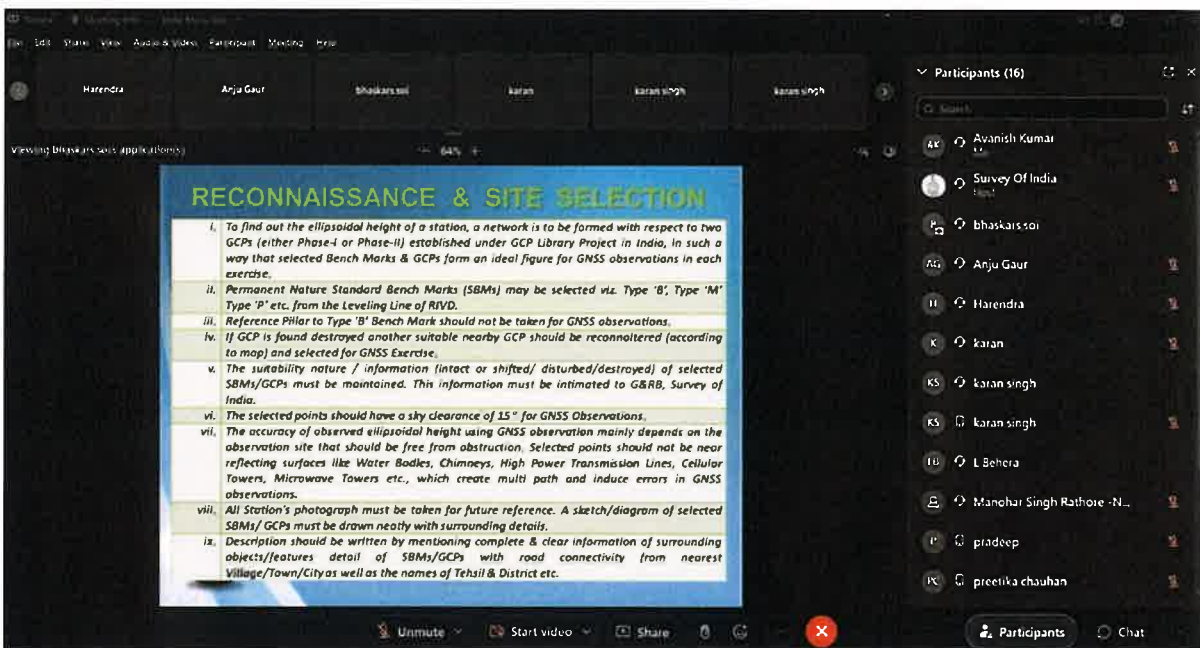 File Edit Share View Audio & Video Participant Meeting Help
Harendra Anju Gaur bhaskars.soi karan karan singh karan singh
Viewing bhaskars.soi's application(s) 64%
RECONNAISSANCE & SITE SELECTION
i. To find out the ellipsoidal height of a station, a network is to be formed with respect to two
GCPs (either Phase-I or Phase-II) established under GCP Library Project in India, in such a
way that selected Bench Marks & GCPs form an ideal figure for GNSS observations in each
exercise.
ii. Permanent Nature Standard Bench Marks (SBMs) may be selected viz. Type 'B', Type 'M'
Type 'P' etc. from the Leveling Line of RIVD.
iii. Reference Pillar to Type 'B' Bench Mark should not be taken for GNSS observations.
iv. If GCP is found destroyed another suitable nearby GCP should be reconnoitered (according
to map) and selected for GNSS Exercise.
v. The suitability nature / information (intact or shifted/ disturbed/destroyed) of selected
SBMs/GCPs must be maintained. This information must be intimated to G&RB, Survey of
India.
vi. The selected points should have a sky clearance of 15° for GNSS Observations.
vii. The accuracy of observed ellipsoidal height using GNSS observation mainly depends on the
observation site that should be free from obstruction. Selected points should not be near
reflecting surfaces like Water Bodies, Chimneys, High Power Transmission Lines, Cellular
Towers, Microwave Towers etc., which create multi path and induce errors in GNSS
observations.
viii. All Station's photograph must be taken for future reference. A sketch/diagram of selected
SBMs/ GCPs must be drawn neatly with surrounding details.
ix. Description should be written by mentioning complete & clear information of surrounding
objects/features detail of SBMs/GCPs with road connectivity from nearest
Village/Town/City as well as the names of Tehsil & District etc.
Unmute Start video Share
Participants (16)
Search
AK Avanish Kumar
Survey Of India
bhaskars.soi
AG Anju Gaur
H Harendra
K karan
KS karan singh
KS karan singh
L Behera
Manohar Singh Rathore -N...
P pradeep
PC preetika chauhan
Participants Chat